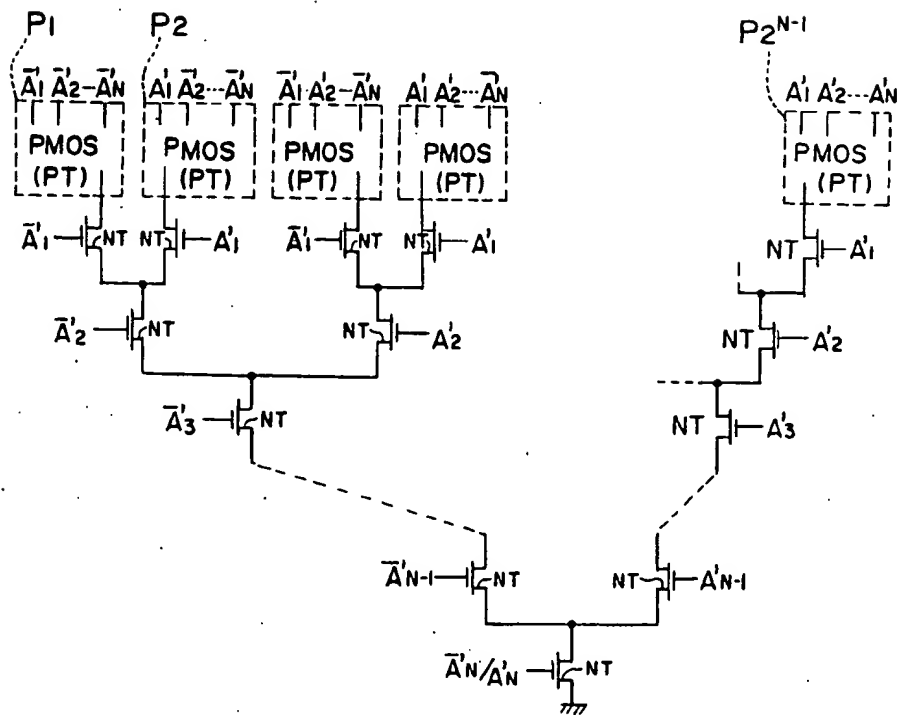 P1 P2 P2^N-1
Ā'1 Ā'2-Ā'N A'1 Ā'2...Ā'N Ā'1 A'2-Ā'N A'1 A'2...Ā'N A'1 A'2...A'N
PMOS (PT) PMOS (PT) PMOS (PT) PMOS (PT) PMOS (PT)
Ā'1 NT NT A'1 Ā'1 NT NT A'1 NT A'1
Ā'2 NT NT A'2 NT A'2
Ā'3 NT NT A'3
Ā'N-1 NT NT A'N-1
Ā'N/A'N NT